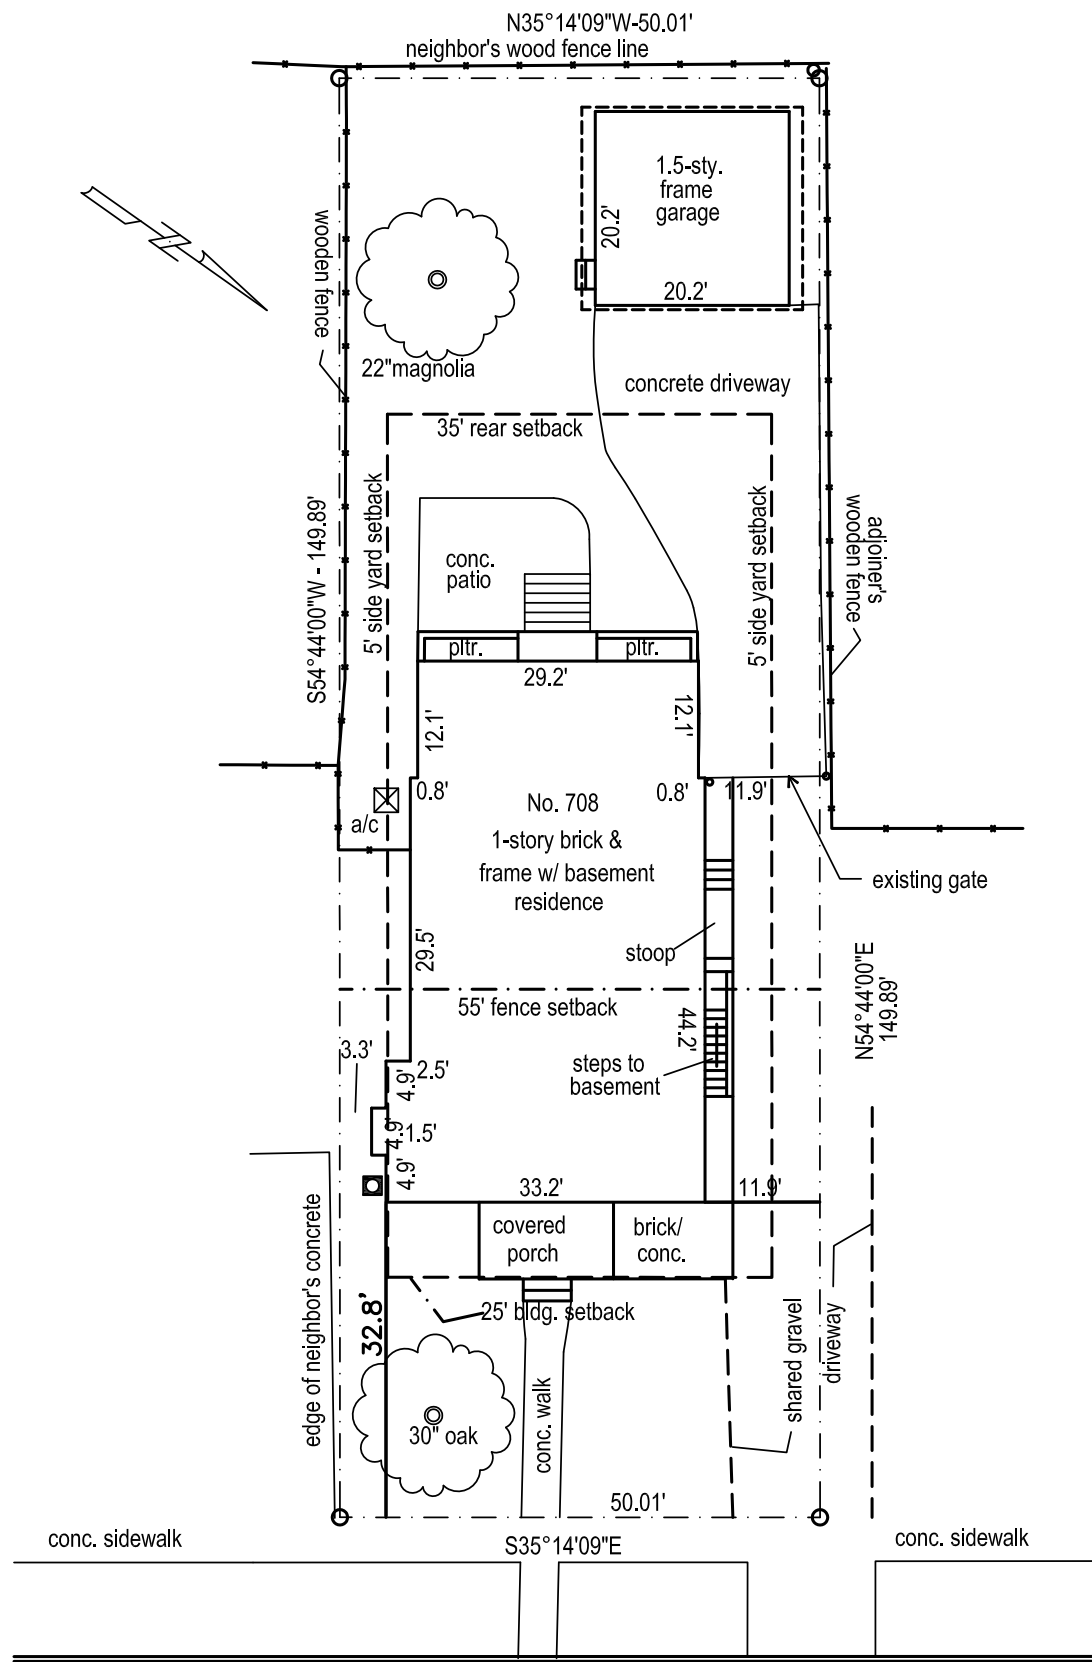 N35°14'09"W-50.01'
neighbor's wood fence line
1.5-sty.
frame
garage
20.2'
20.2'
wooden fence
22"magnolia
concrete driveway
35' rear setback
S54°44'00"W - 149.89'
5' side yard setback
conc.
patio
5' side yard setback
adjoiner's
wooden fence
pltr.
pltr.
29.2'
12.1'
12.1'
0.8'
No. 708
0.8'
11.9'
a/c
1-story brick &
frame w/ basement
residence
existing gate
29.5'
stoop
55' fence setback
44.2'
N54°44'00"E
149.89'
3.3'
2.5'
4.9'
steps to
basement
4.9'
1.5'
4.9'
33.2'
11.9'
covered
porch
brick/
conc.
edge of neighbor's concrete
32.8'
25' bldg. setback
shared gravel
driveway
30" oak
conc. walk
50.01'
S35°14'09"E
conc. sidewalk
conc. sidewalk